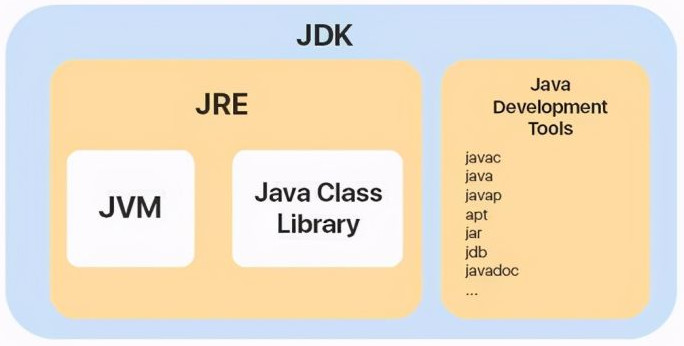 JDK
JRE
JVM
Java Class
Library
Java
Development
Tools
javac
java
javap
apt
jar
jdb
javadoc
...